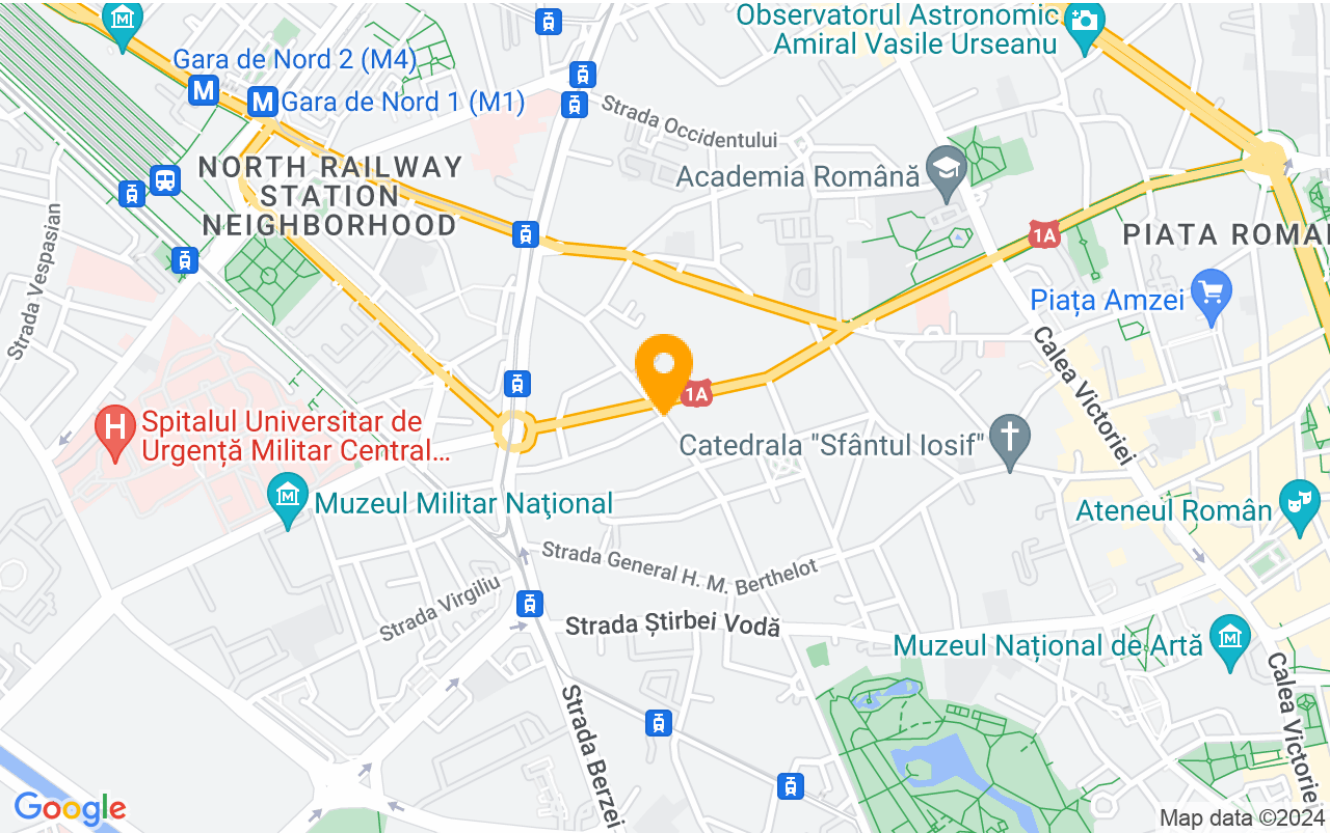 Observatorul Astronomic
Amiral Vasile Urseanu
Gara de Nord 2 (M4)
M
M
Gara de Nord 1 (M1)
Strada Occidentului
NORTH RAILWAY
STATION
NEIGHBORHOOD
Academia Română
1A
PIATA ROMAN
Strada Vespasian
Piața Amzei
Calea Victoriei
1A
H
Spitalul Universitar de
Urgență Militar Central...
Catedrala "Sfântul Iosif"
Muzeul Militar Naţional
Ateneul Român
Strada General H. M. Berthelot
Strada Virgiliu
Strada Știrbei Vodă
Muzeul Național de Artă
Calea Victoriei
Strada Berzei
Google
Map data ©2024